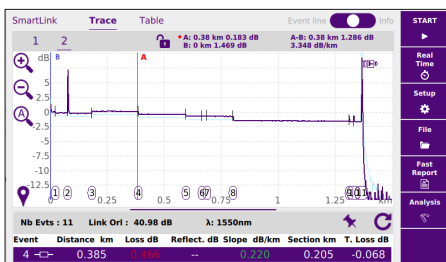 SmartLink Trace Table Event line Info
1 2 A: 0.38 km 0.183 dB A-B: 0.38 km 1.286 dB
B: 0 km 1.469 dB 3.348 dB/km
dB B A
5
2.5
0
-2.5
-5
-7.5
-10
-12.5
1 2 3 4 5 67 8
0.25 0.5 0.75 1 1.25 km
Nb Evts : 11 Link Orl : 40.98 dB λ: 1550nm
Event Distance km Loss dB Reflect. dB Slope dB/km Section km T. Loss dB
4 0.385 0.466 -- 0.220 0.205 -0.068
START
Real
Time
Setup
File
Fast
Report
Analysis